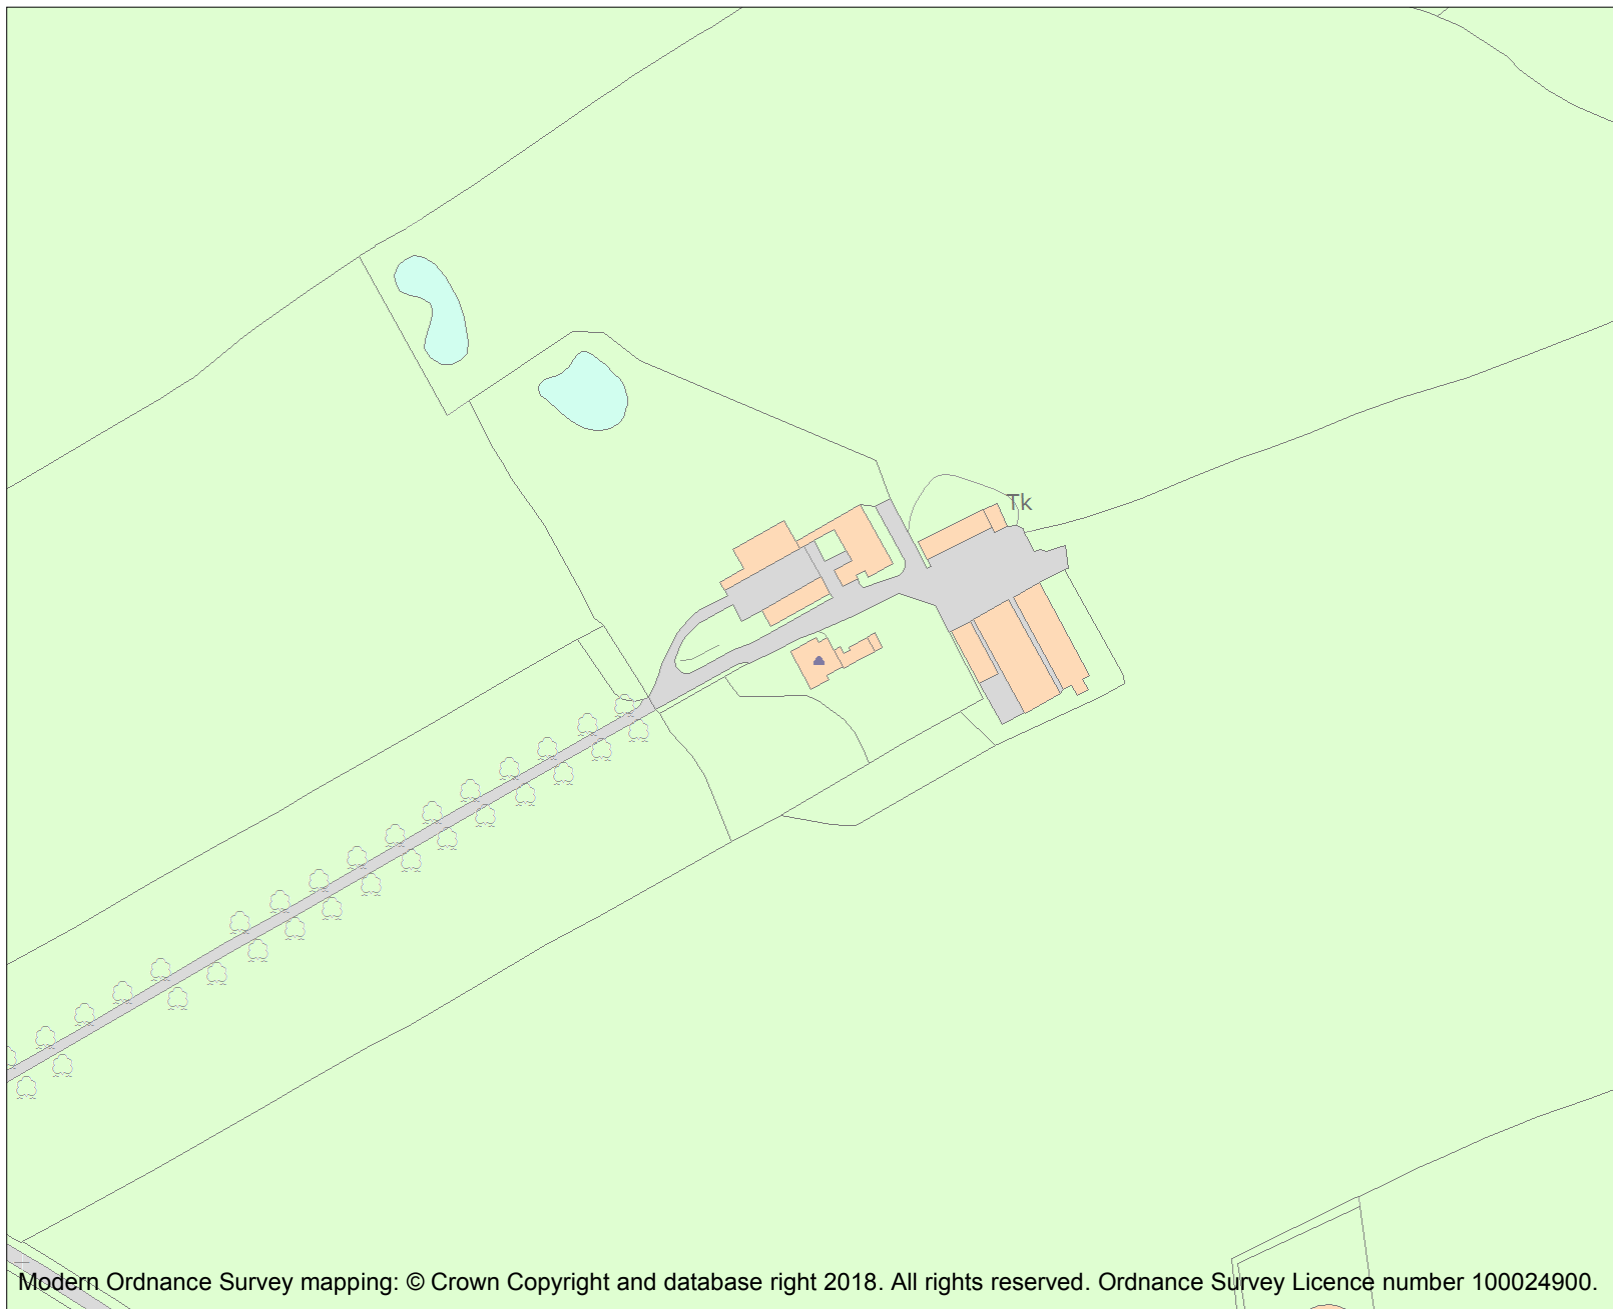 Tk
Modern Ordnance Survey mapping: © Crown Copyright and database right 2018. All rights reserved. Ordnance Survey Licence number 100024900.